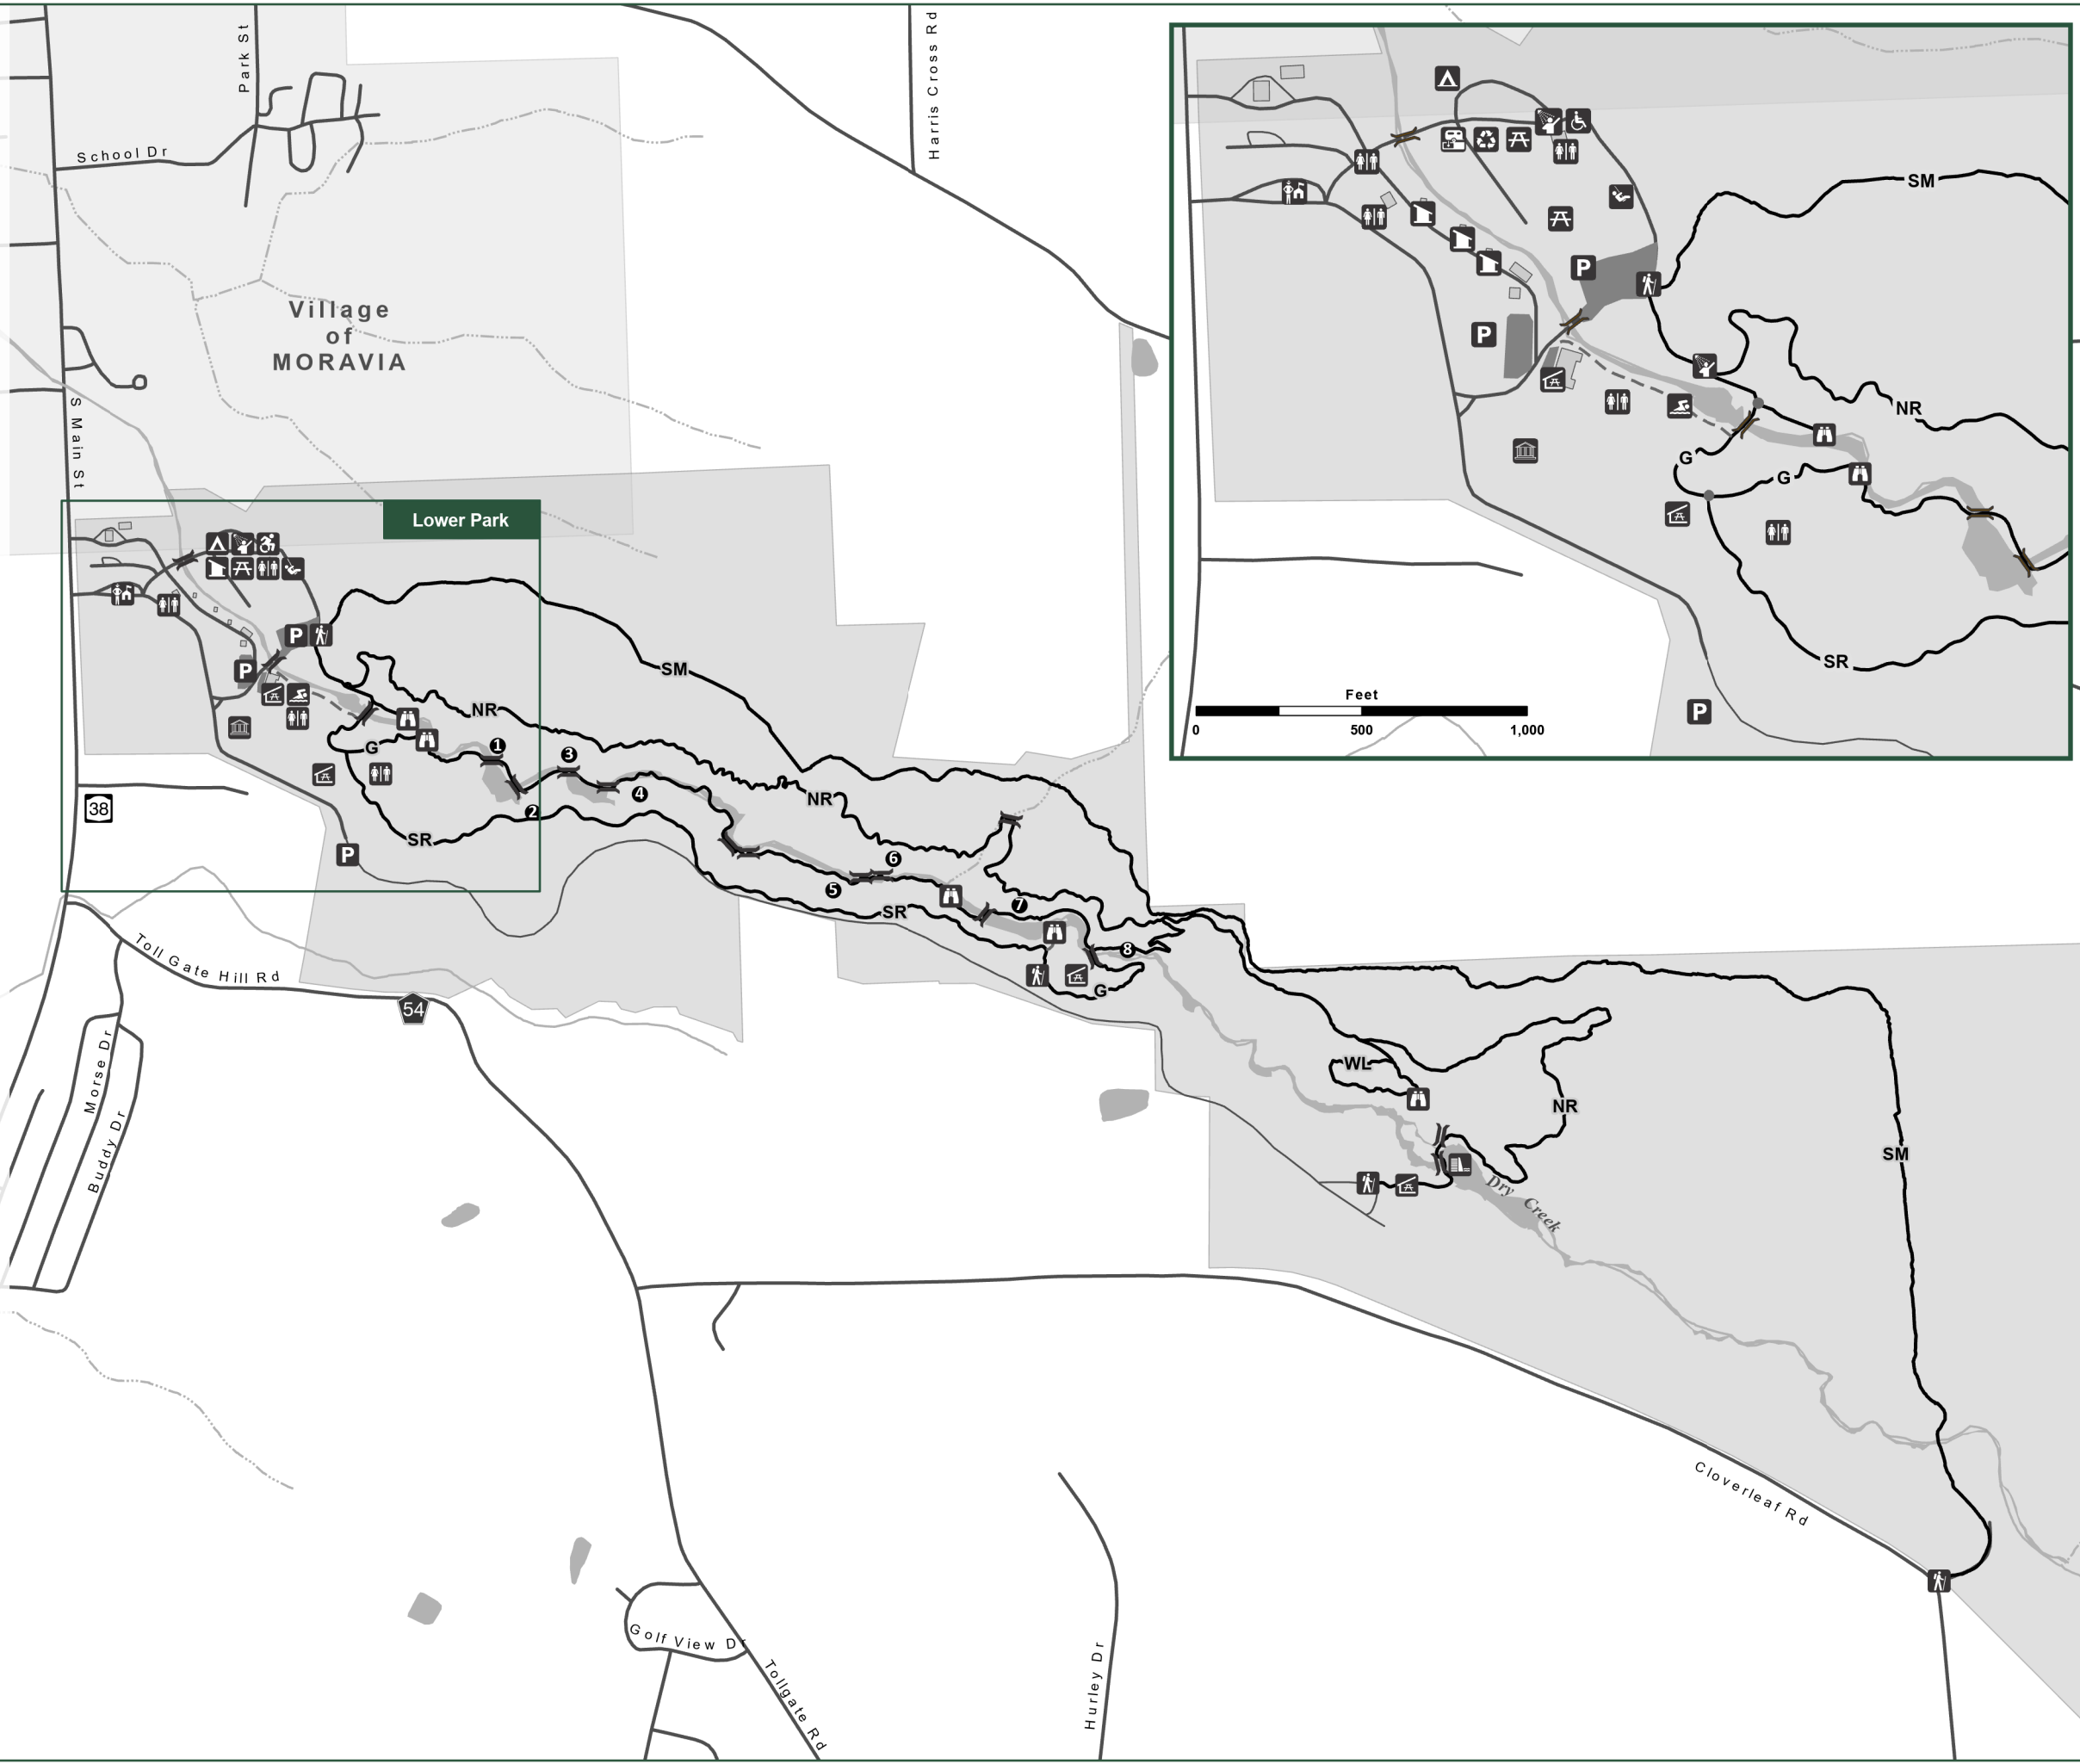 Park St
Harris Cross Rd
School Dr
Village
of
MORAVIA
S Main St
Lower Park
SM
NR
G
G
SR
P
P
P
Feet
0 500 1,000
P
P
SM
NR
G
SR
1
2
3
4
38
P
NR
5
6
SR
7
8
G
Toll Gate Hill Rd
54
Morse Dr
Buddy Dr
WL
NR
SM
Dry Creek
Cloverleaf Rd
Golf View Dr
Tollgate Rd
Hurley Dr